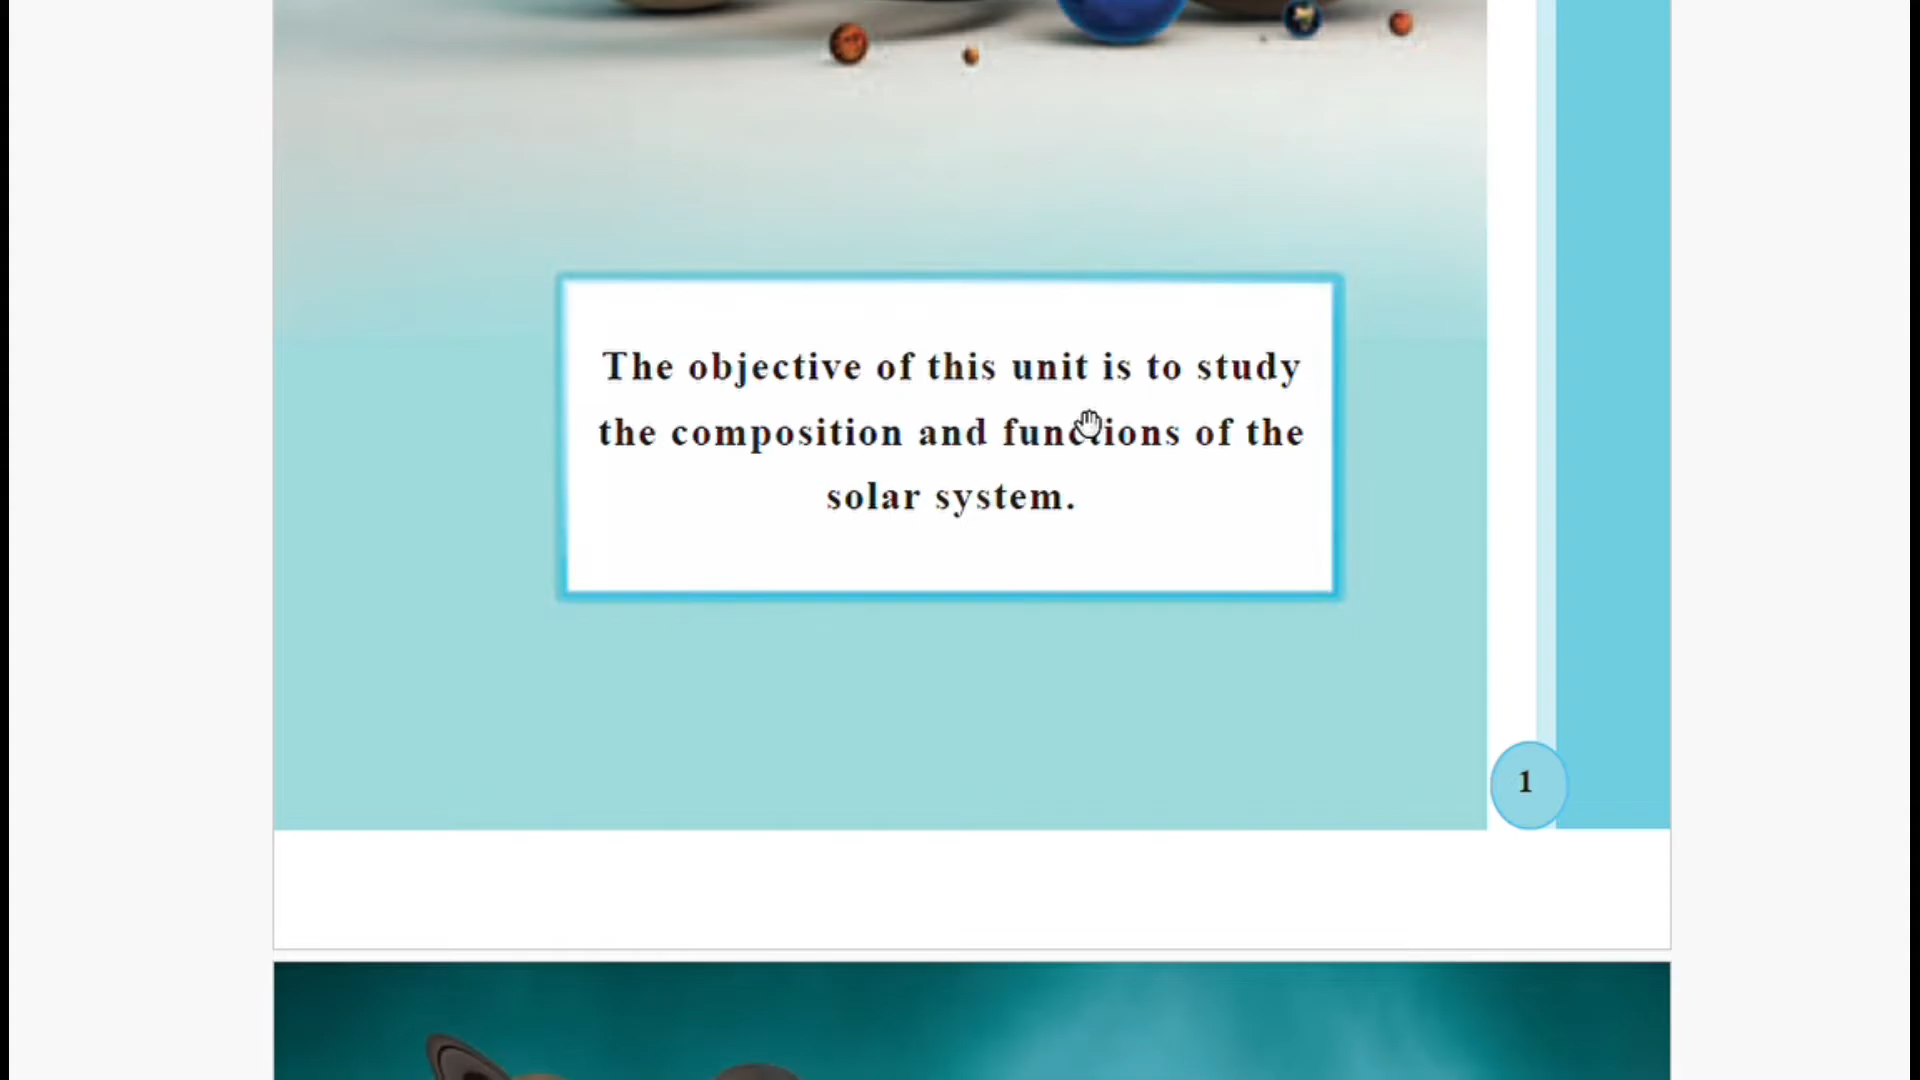 The objective of this unit is to study
the composition and functions of the
solar system.
1